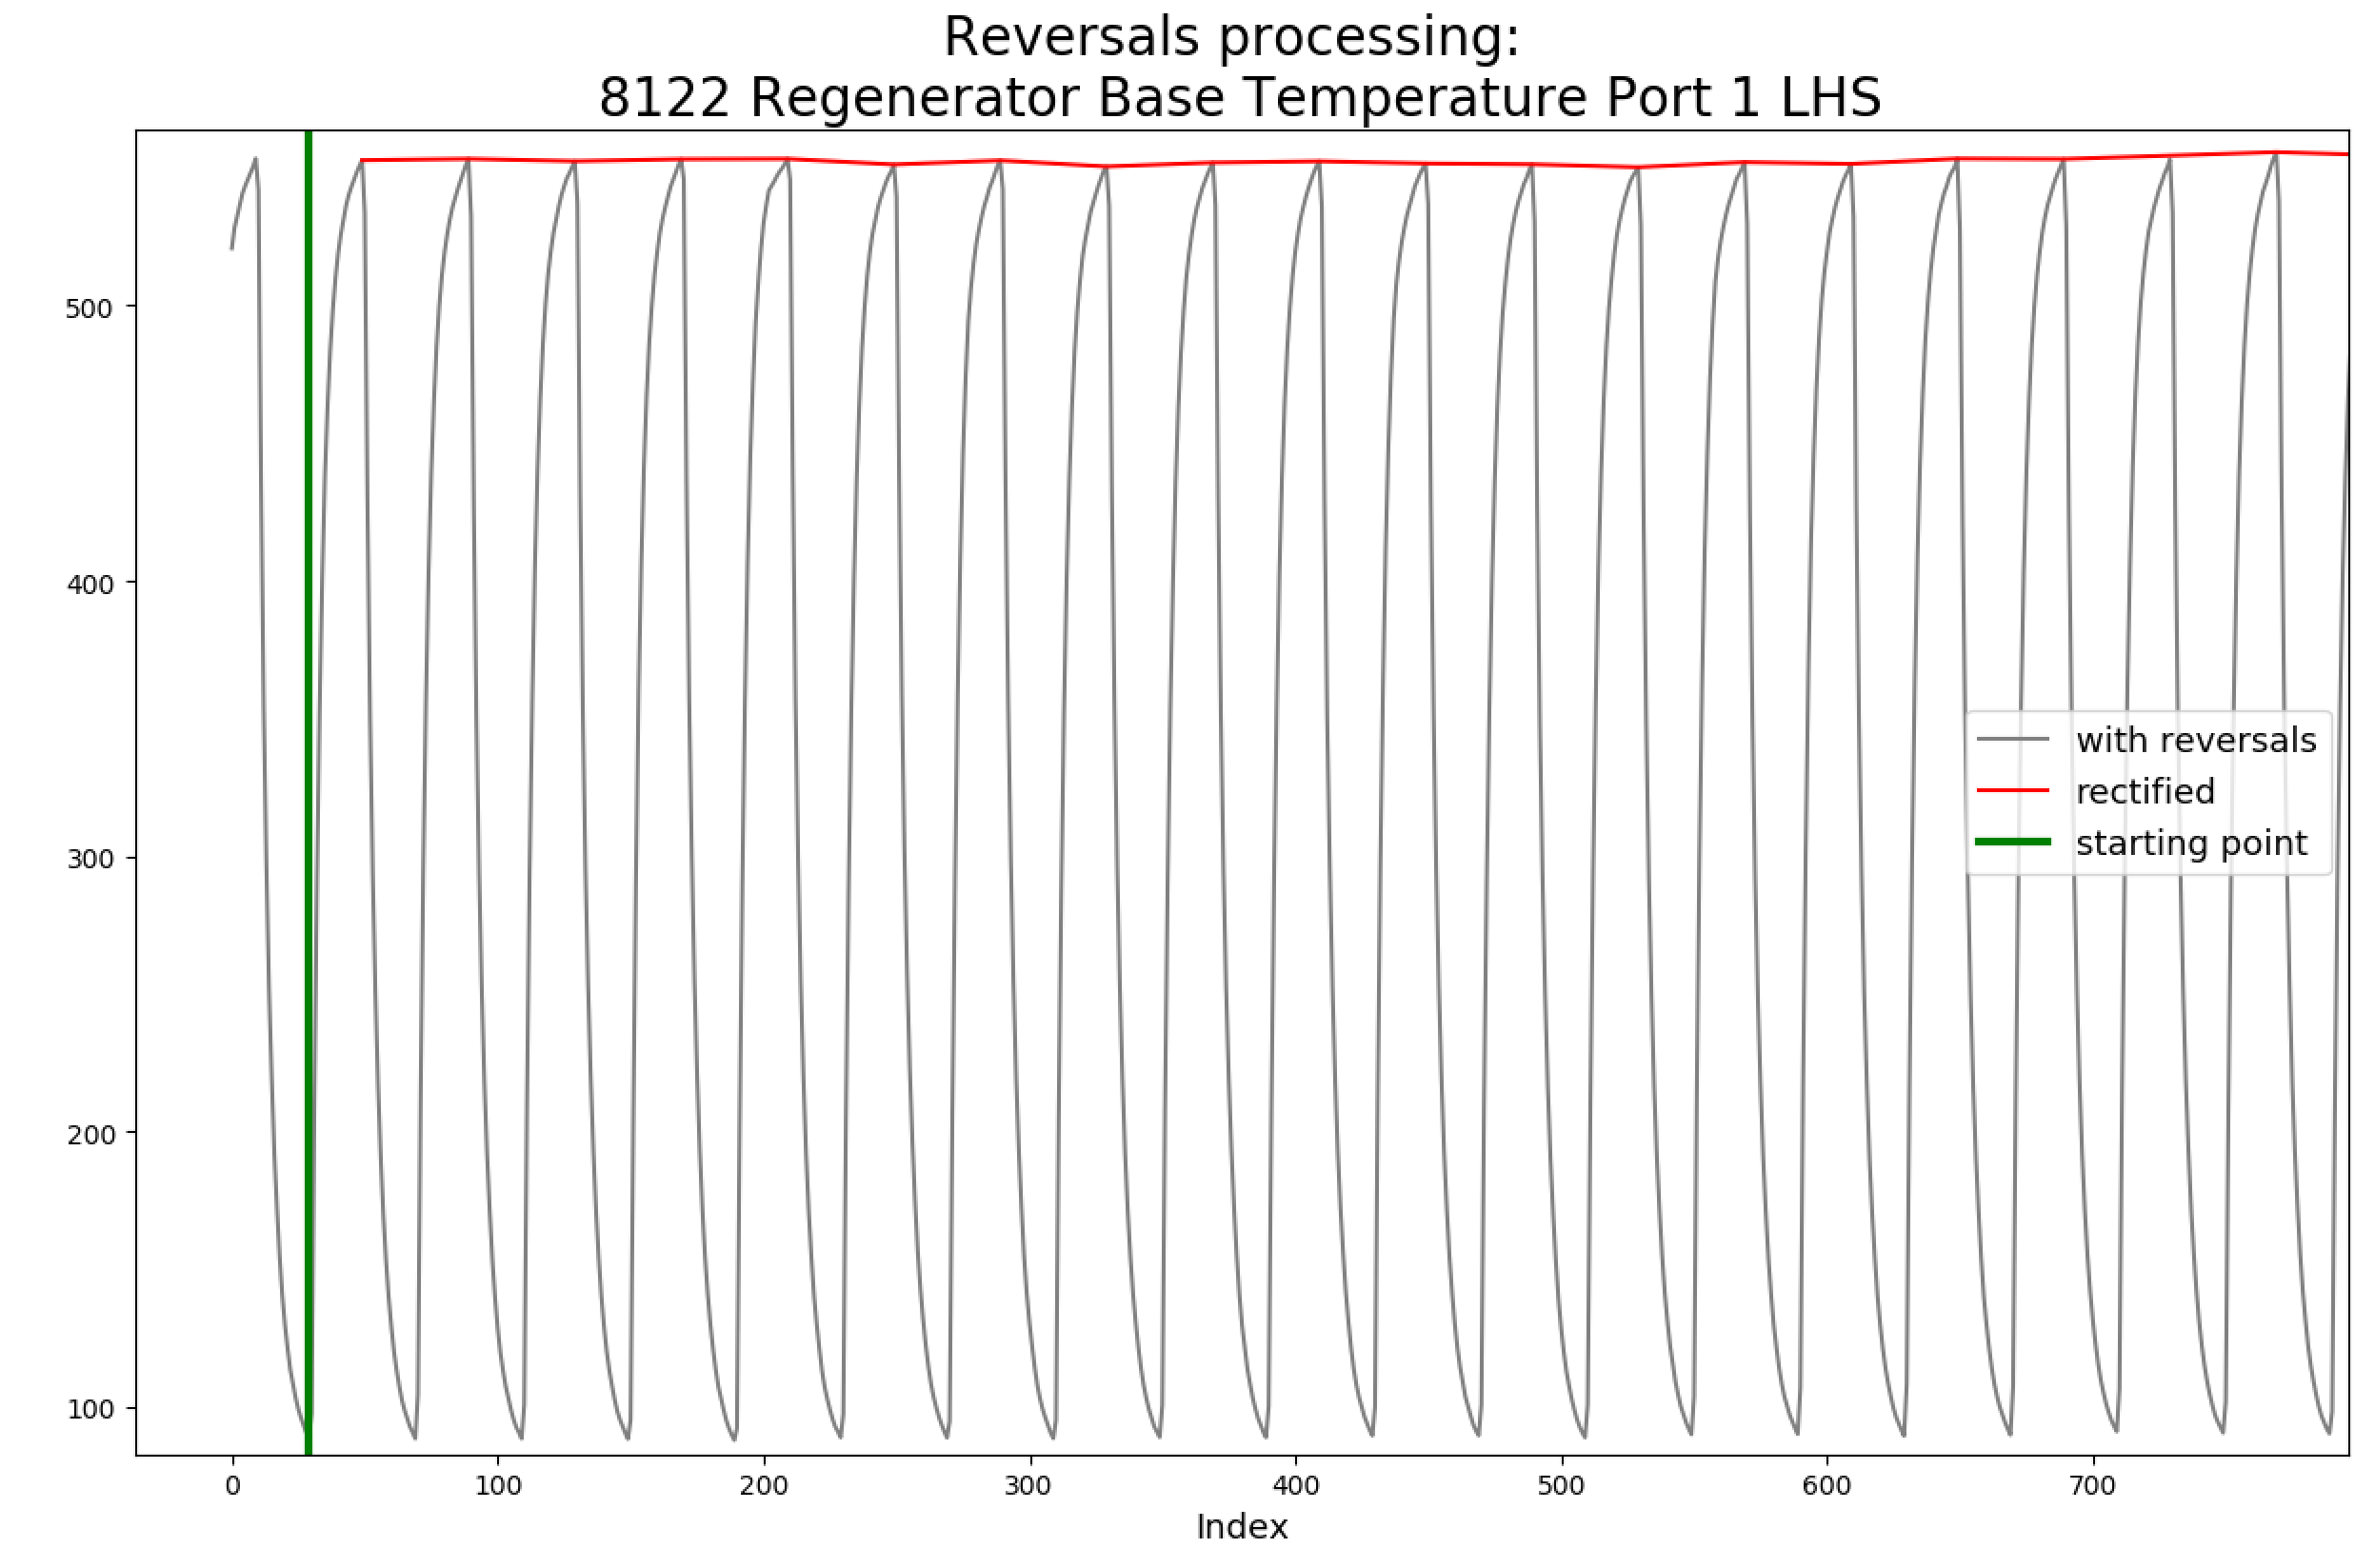 Reversals processing:
8122 Regenerator Base Temperature Port 1 LHS
500
400
300
200
100
with reversals
rectified
starting point
0 100 200 300 400 500 600 700
Index